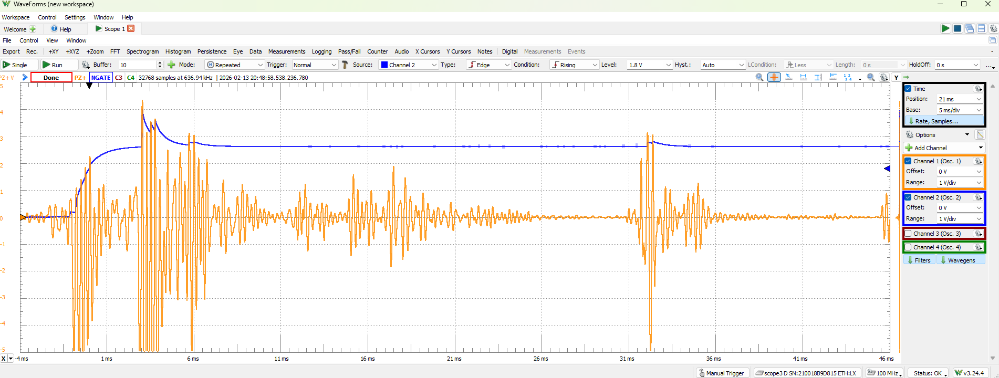 WaveForms (new workspace)
Workspace Control Settings Window Help
Welcome Help Scope 1
File Control View Window
Export Rec. +XY +XYZ +Zoom FFT Spectrogram Histogram Persistence Eye Data Measurements Logging Pass/Fail Counter Audio X Cursors Y Cursors Notes Digital Measurements Events
Single Run Buffer: 10 Mode: Repeated Trigger: Normal Source: Channel 2 Type: Edge Condition: Rising Level: 1.8 V Hyst.: Auto LCondition: Less Length: 0 s HoldOff: 0 s ...
PZ+ V Done PZ+ NGATE C3 C4 32768 samples at 636.94 kHz | 2026-02-13 20:48:58.538.236.780 Y
5
4
3
2
1
0
-1
-2
-3
-4
-5
X -4 ms 1 ms 6 ms 11 ms 16 ms 21 ms 26 ms 31 ms 36 ms 41 ms 46 ms
Time
Position: 21 ms
Base: 5 ms/div
Rate, Samples...
Options
Add Channel
Channel 1 (Osc. 1)
Offset: 0 V
Range: 1 V/div
Channel 2 (Osc. 2)
Offset: 0 V
Range: 1 V/div
Channel 3 (Osc. 3)
Channel 4 (Osc. 4)
Filters Wavegens
Manual Trigger scope3 D SN:210018B9D815 ETH:LX 100 MHz Status: OK v3.24.4